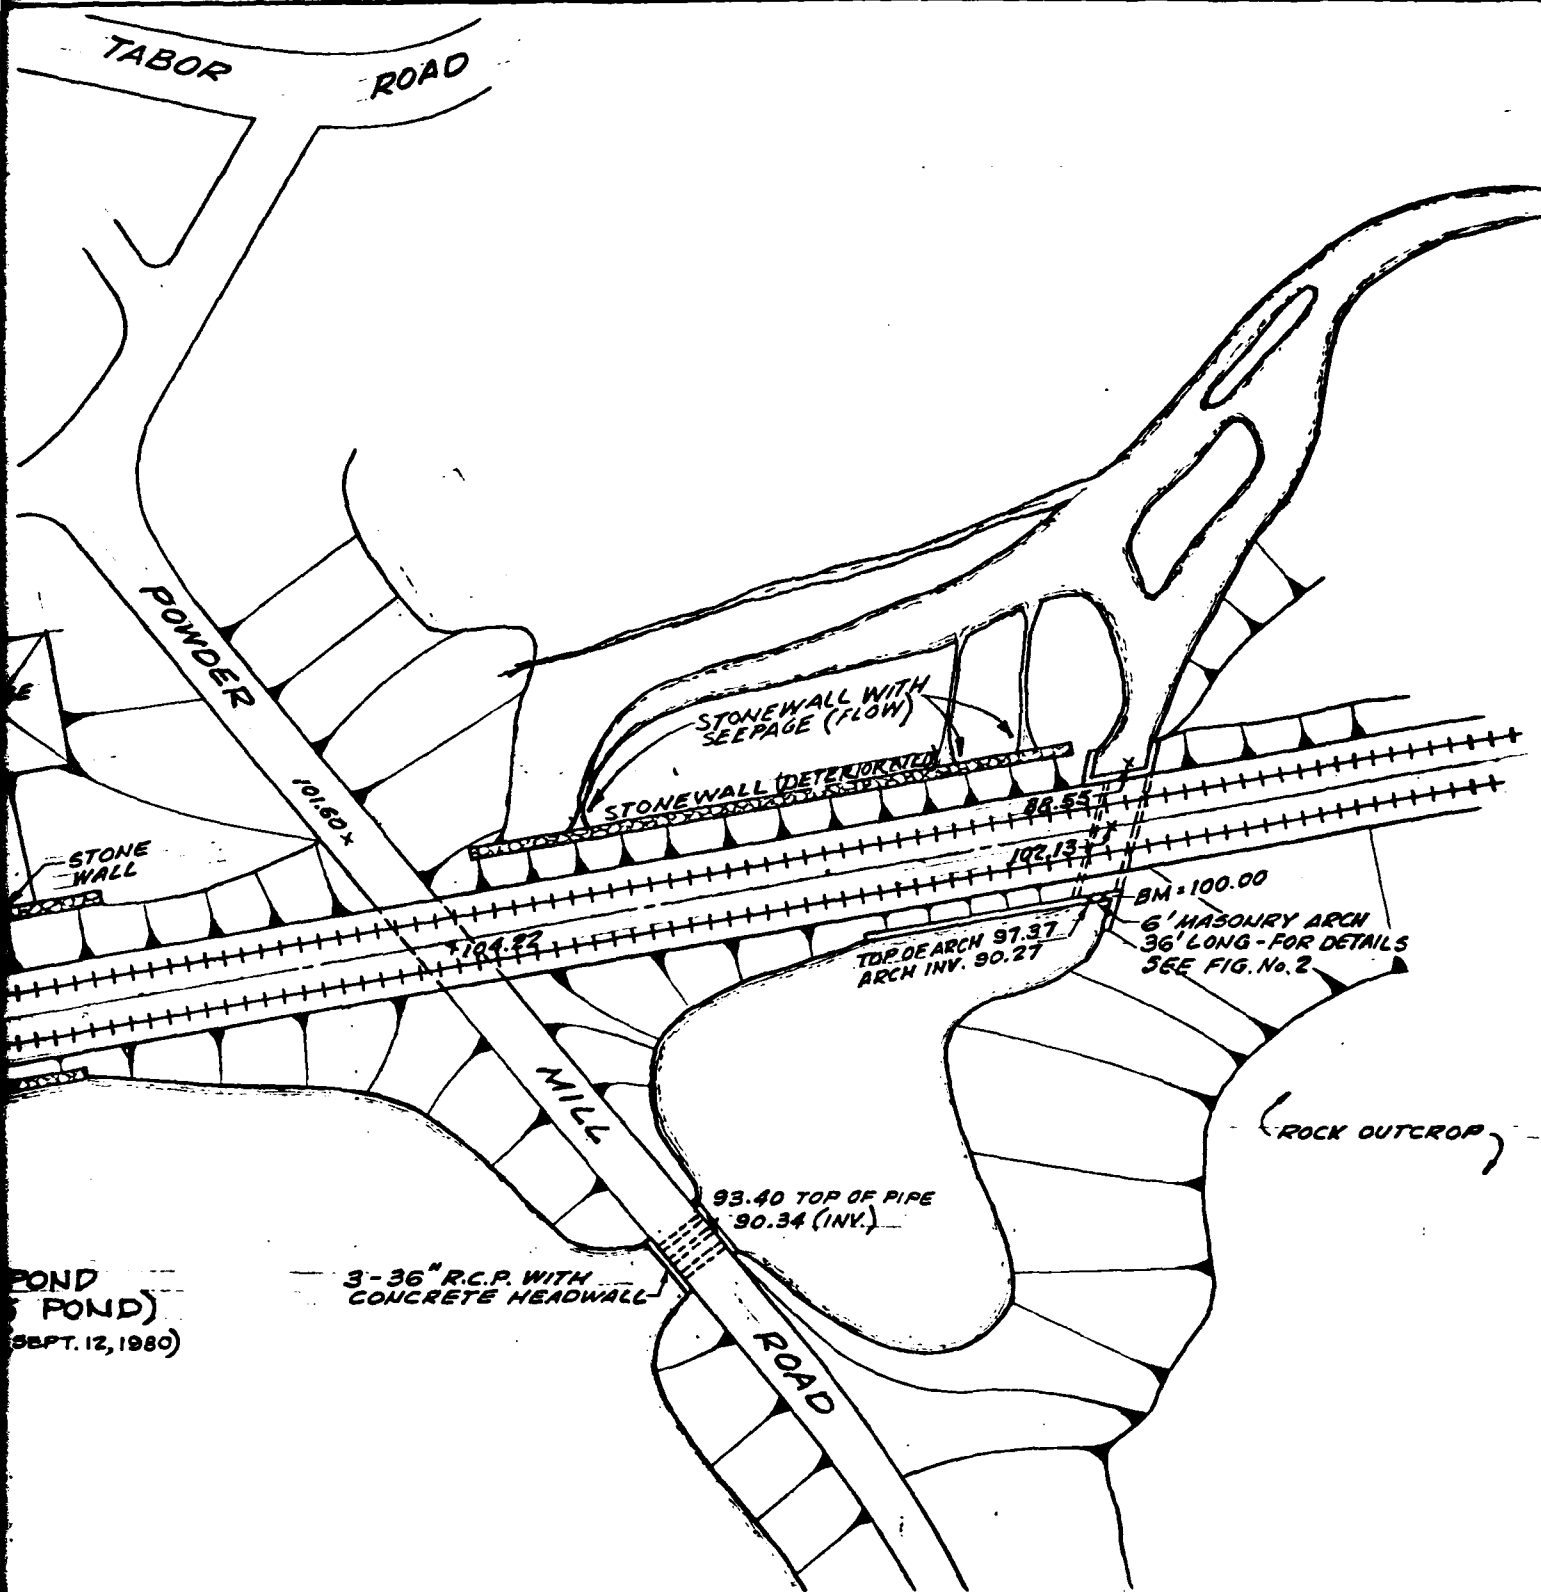 TABOR ROAD
POWDER
STONEWALL WITH
SEEPAGE (FLOW)
STONEWALL (DETERIORATED)
101.60 x
88.55
102.13
STONE
WALL
BM = 100.00
6' MASONRY ARCH
36' LONG - FOR DETAILS
SEE FIG. No. 2
TOP OF ARCH 97.37
ARCH INV. 90.27
+104.22
MILL
ROCK OUTCROP
93.40 TOP OF PIPE
90.34 (INV.)
3-36" R.C.P. WITH
CONCRETE HEADWALL
POND
POND)
SEPT. 12, 1980)
ROAD